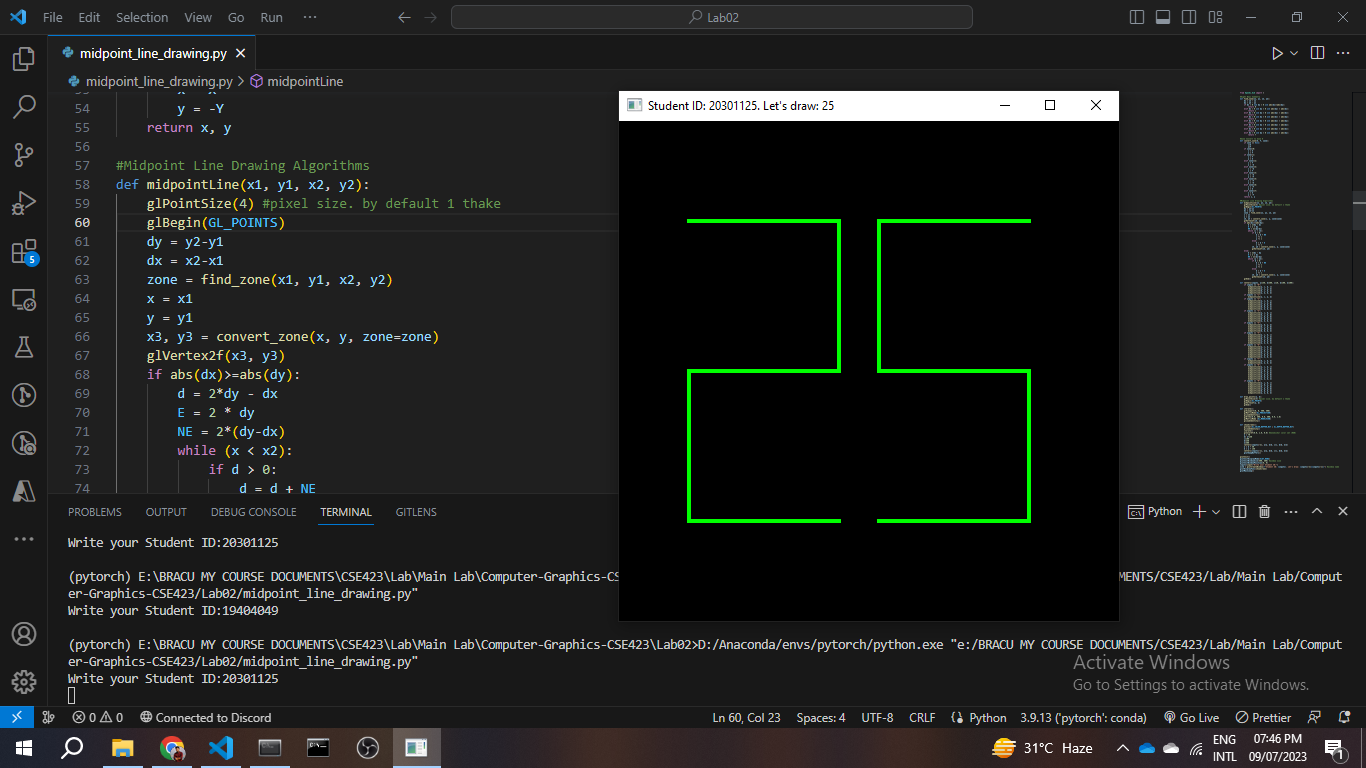 File Edit Selection View Go Run ··· Lab02
midpoint_line_drawing.py
midpoint_line_drawing.py > midpointLine
54 y = -Y
55 return x, y
56
57 #Midpoint Line Drawing Algorithms
58 def midpointLine(x1, y1, x2, y2):
59 glPointSize(4) #pixel size. by default 1 thake
60 glBegin(GL_POINTS)
61 dy = y2-y1
62 dx = x2-x1
63 zone = find_zone(x1, y1, x2, y2)
64 x = x1
65 y = y1
66 x3, y3 = convert_zone(x, y, zone=zone)
67 glVertex2f(x3, y3)
68 if abs(dx)>=abs(dy):
69 d = 2*dy - dx
70 E = 2 * dy
71 NE = 2*(dy-dx)
72 while (x < x2):
73 if d > 0:
74 d = d + NE
Student ID: 20301125. Let's draw: 25
25
5
PROBLEMS OUTPUT DEBUG CONSOLE TERMINAL GITLENS Python
Write your Student ID:20301125
(pytorch) E:\BRACU MY COURSE DOCUMENTS\CSE423\Lab\Main Lab\Computer-Graphics-CS MENTS/CSE423/Lab/Main Lab/Comput
er-Graphics-CSE423/Lab02/midpoint_line_drawing.py"
Write your Student ID:19404049
(pytorch) E:\BRACU MY COURSE DOCUMENTS\CSE423\Lab\Main Lab\Computer-Graphics-CSE423\Lab02>D:/Anaconda/envs/pytorch/python.exe "e:/BRACU MY COURSE DOCUMENTS/CSE423/Lab/Main Lab/Comput
er-Graphics-CSE423/Lab02/midpoint_line_drawing.py"
Write your Student ID:20301125
Activate Windows
Go to Settings to activate Windows.
0 0 Connected to Discord Ln 60, Col 23 Spaces: 4 UTF-8 CRLF Python 3.9.13 ('pytorch': conda) Go Live Prettier
31°C Haze ENG INTL 07:46 PM 09/07/2023 1